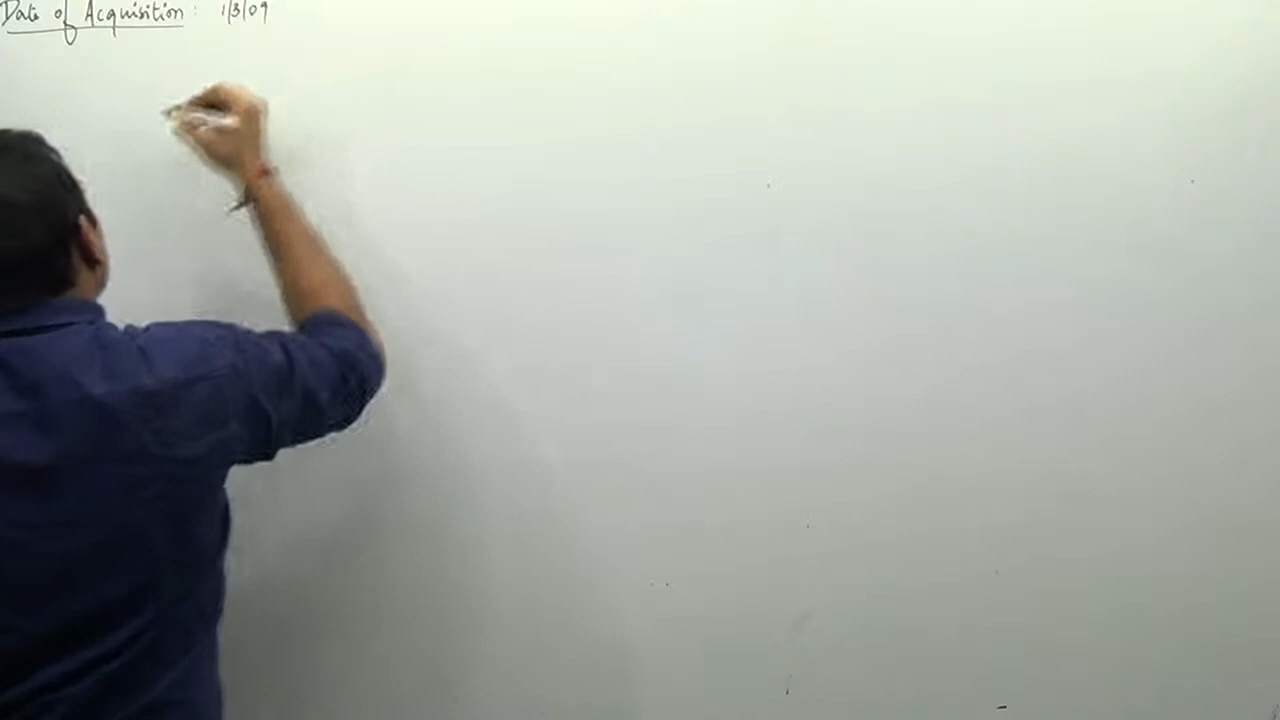 Date of Acquisition : 1/3/09